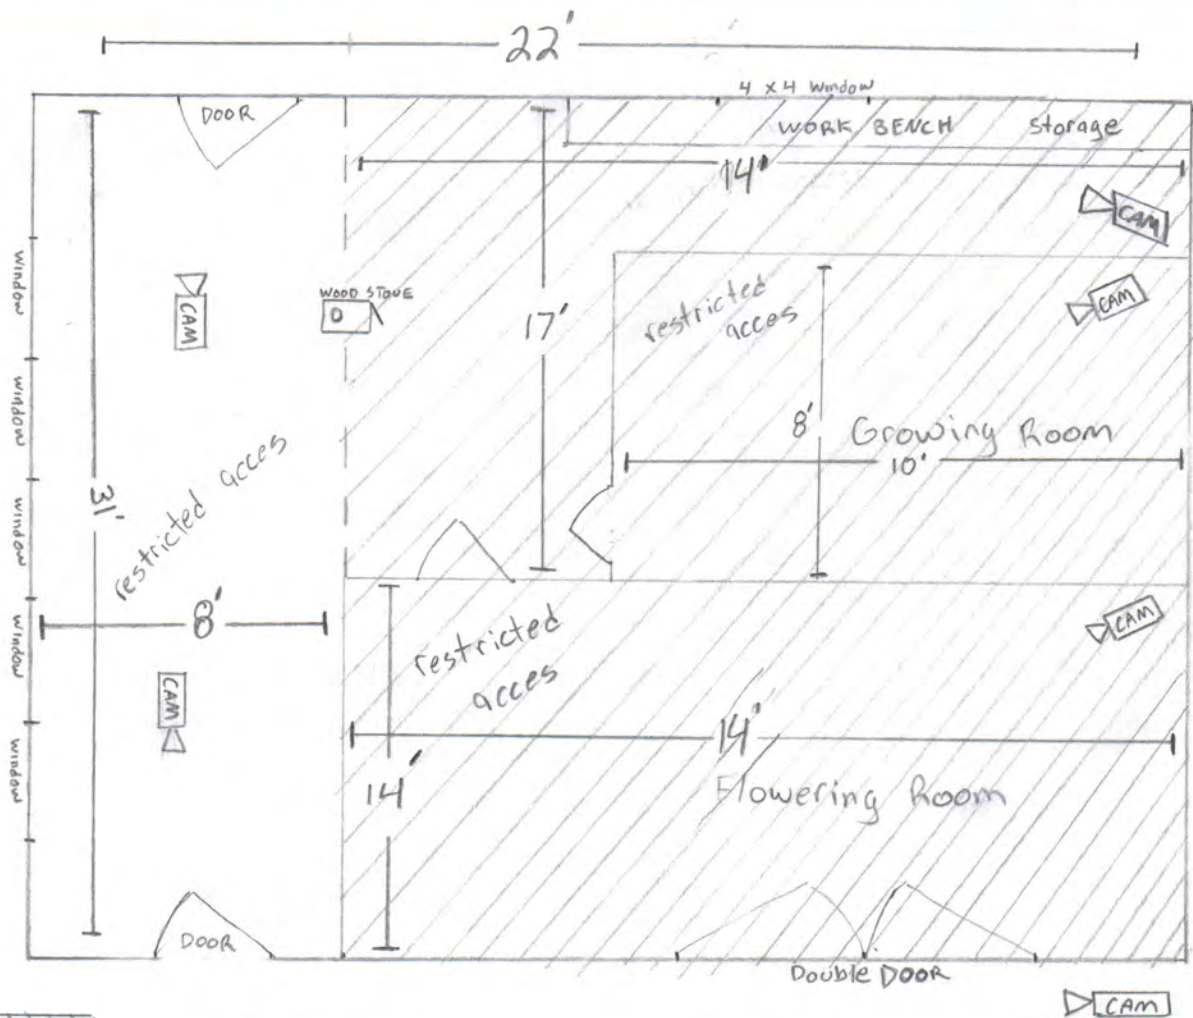 22'
4 x 4 window
DOOR
WORK BENCH
Storage
14'
CAM
window
CAM
WOOD STOVE
restricted
acces
CAM
17'
window
8'
Growing Room
10'
31'
restricted acces
window
window
8'
restricted
acces
CAM
CAM
window
14'
14'
Flowering Room
DOOR
Double DOOR
CAM